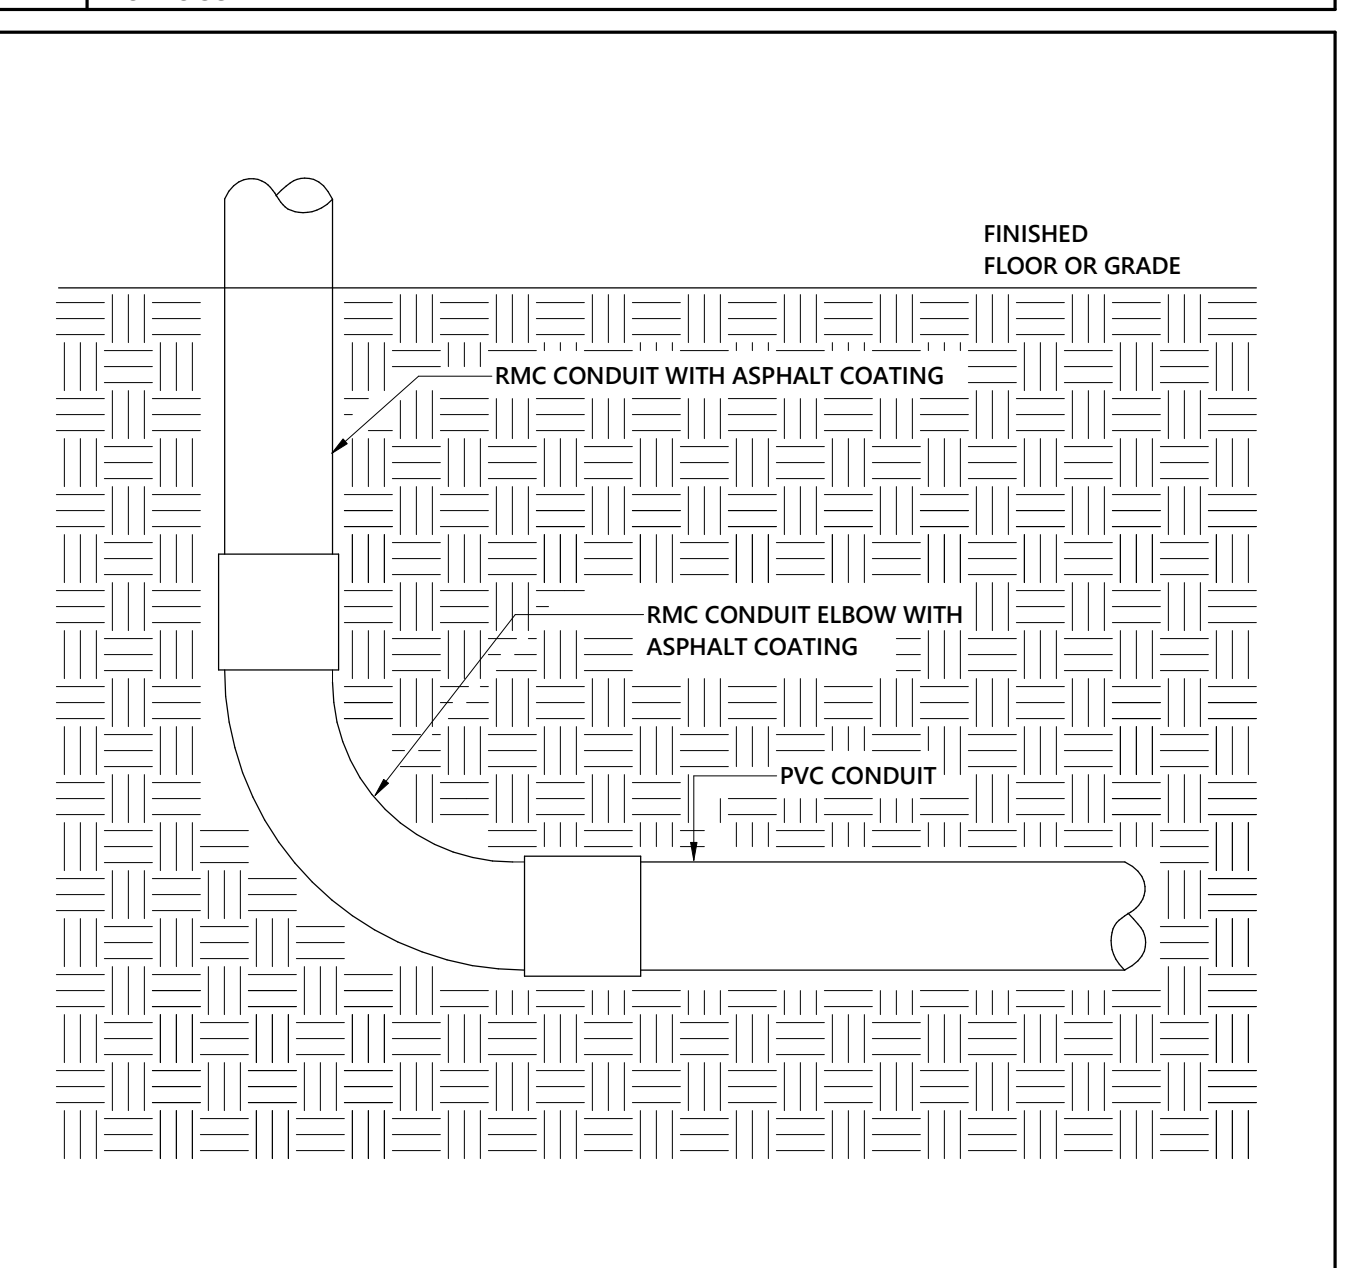 FINISHED
FLOOR OR GRADE
RMC CONDUIT WITH ASPHALT COATING
RMC CONDUIT ELBOW WITH
ASPHALT COATING
PVC CONDUIT